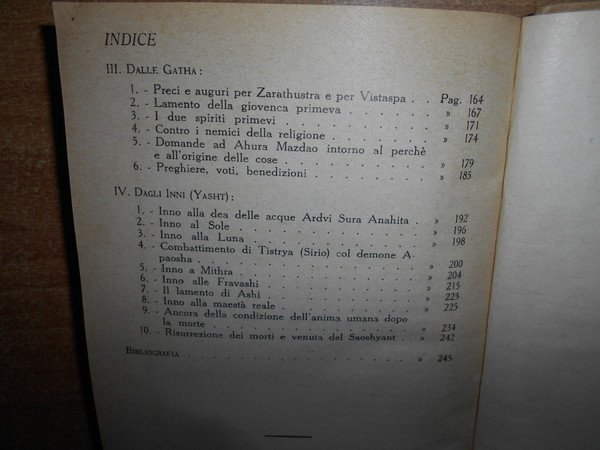 INDICE
III. DALLE GATHA :
1. - Preci e auguri per Zarathustra e per Vistaspa . . Pag. 164
2. - Lamento della giovenca primeva . . . . . » 167
3. - I due spiriti primevi . . . . . . . . » 171
4. - Contro i nemici della religione . . . . . . » 174
5. - Domande ad Ahura Mazdao intorno al perchè
e all'origine delle cose . . . . . . . . » 179
6. - Preghiere, voti, benedizioni . . . . . . » 185
IV. DAGLI INNI (YASHT) :
1. - Inno alla dea delle acque Ardvi Sura Anahita . » 192
2. - Inno al Sole . . . . . . . . . . » 196
3. - Inno alla Luna . . . . . . . . . » 198
4. - Combattimento di Tistrya (Sirio) col demone A-
paosha . . . . . . . . . . . » 200
5. - Inno a Mithra . . . . . . . . . » 204
6. - Inno alle Fravashi . . . . . . . . » 215
7. - Il lamento di Ashi . . . . . . . . » 223
8. - Inno alla maestà reale . . . . . . . » 225
9. - Ancora della condizione dell'anima umana dopo
la morte . . . . . . . . . . . » 234
10. - Risurrezione dei morti e venuta del Saoshyant . » 242
BIBLIOGRAFIA . . . . . . . . . . . . » 245